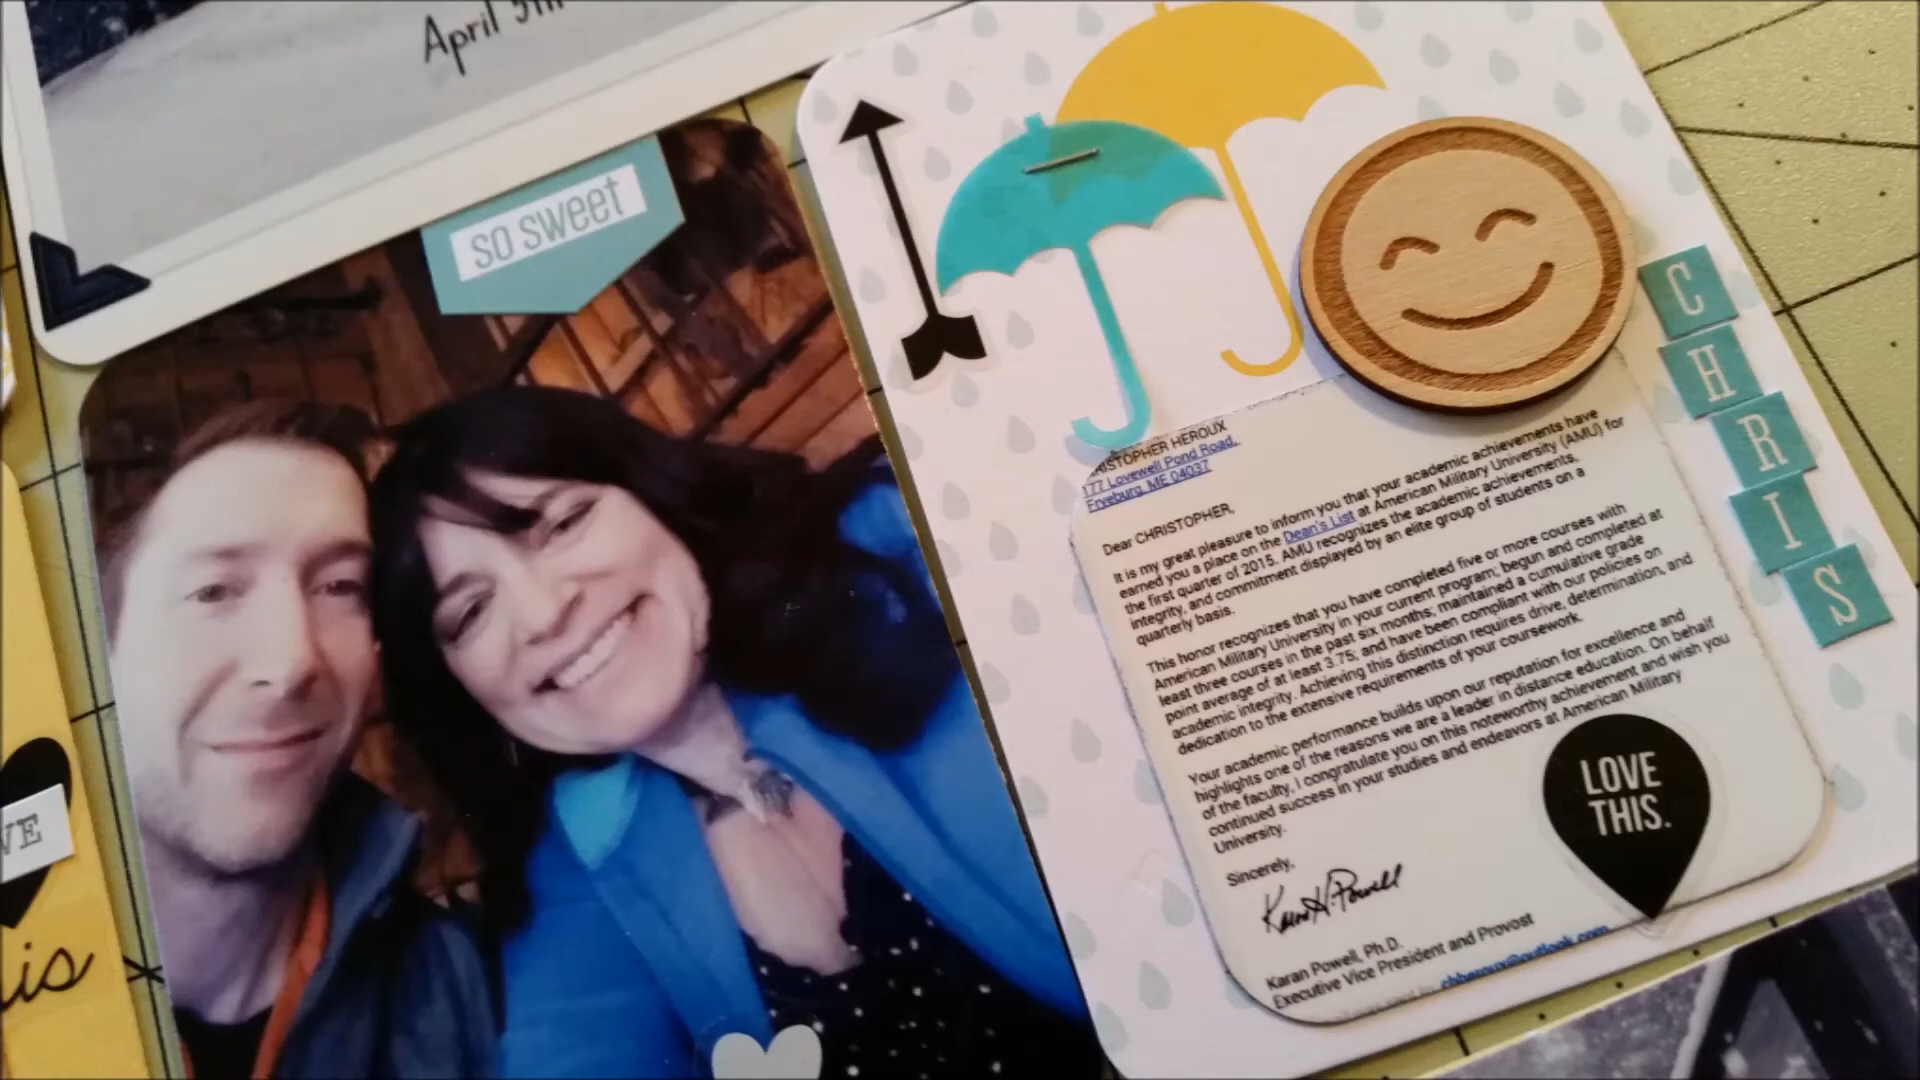 April 5th
so sweet
VE
is
CHRIS
RISTOPHER HEROUX
177 Lovewell Pond Road,
Fryeburg, ME 04037
Dear CHRISTOPHER,
It is my great pleasure to inform you that your academic achievements have
earned you a place on the Dean's List at American Military University (AMU) for
the first quarter of 2015. AMU recognizes the academic achievements,
integrity, and commitment displayed by an elite group of students on a
quarterly basis.
This honor recognizes that you have completed five or more courses with
American Military University in your current program; begun and completed at
least three courses in the past six months; maintained a cumulative grade
point average of at least 3.75; and have been compliant with our policies on
academic integrity. Achieving this distinction requires drive, determination, and
dedication to the extensive requirements of your coursework.
Your academic performance builds upon our reputation for excellence and
highlights one of the reasons we are a leader in distance education. On behalf
of the faculty, I congratulate you on this noteworthy achievement and wish you
continued success in your studies and endeavors at American Military
University.
Sincerely,
Karan H. Powell
Karan Powell, Ph.D.
Executive Vice President and Provost
chheroux@outlook.com
LOVE
THIS.